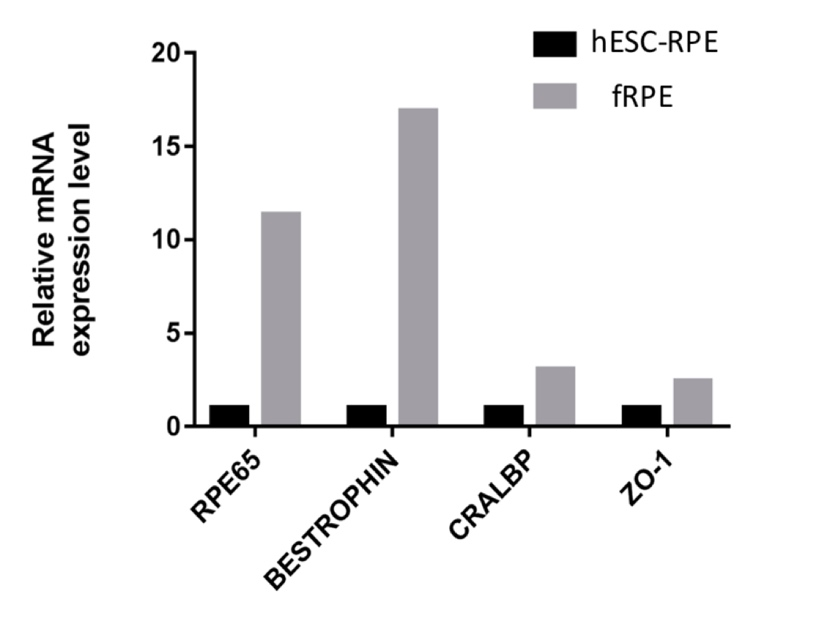 hESC-RPE
fRPE
Relative mRNA
expression level
20
15
10
5
0
RPE65
BESTROPHIN
CRALBP
ZO-1